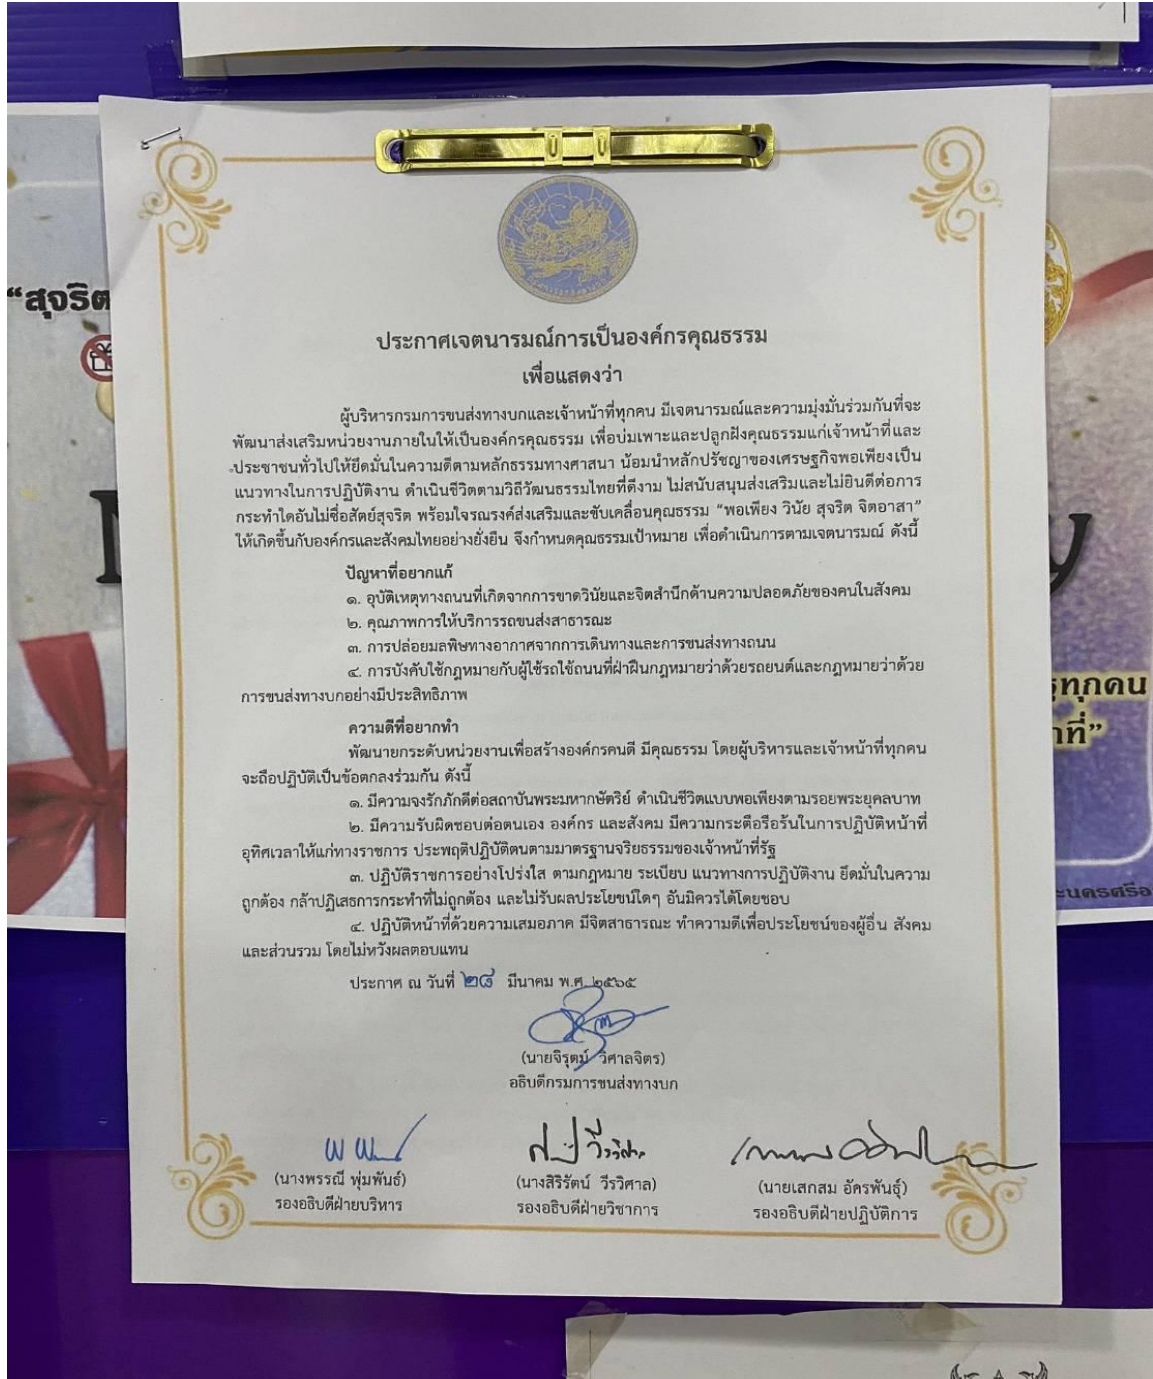 ประกาศเจตนารมณ์การเป็นองค์กรคุณธรรม
เพื่อแสดงว่า
ผู้บริหารกรมการขนส่งทางบกและเจ้าหน้าที่ทุกคน มีเจตนารมณ์และความมุ่งมั่นร่วมกันที่จะ
พัฒนาส่งเสริมหน่วยงานภายในให้เป็นองค์กรคุณธรรม เพื่อบ่มเพาะและปลูกฝังคุณธรรมแก่เจ้าหน้าที่และ
ประชาชนทั่วไปให้ยึดมั่นในความดีตามหลักธรรมทางศาสนา น้อมนำหลักปรัชญาของเศรษฐกิจพอเพียงเป็น
แนวทางในการปฏิบัติงาน ดำเนินชีวิตตามวิถีวัฒนธรรมไทยที่ดีงาม ไม่สนับสนุนส่งเสริมและไม่ยินดีต่อการ
กระทำใดอันไม่ซื่อสัตย์สุจริต พร้อมใจรณรงค์ส่งเสริมและขับเคลื่อนคุณธรรม “พอเพียง วินัย สุจริต จิตอาสา”
ให้เกิดขึ้นกับองค์กรและสังคมไทยอย่างยั่งยืน จึงกำหนดคุณธรรมเป้าหมาย เพื่อดำเนินการตามเจตนารมณ์ ดังนี้
ปัญหาที่อยากแก้
๑. อุบัติเหตุทางถนนที่เกิดจากการขาดวินัยและจิตสำนึกด้านความปลอดภัยของคนในสังคม
๒. คุณภาพการให้บริการรถขนส่งสาธารณะ
๓. การปล่อยมลพิษทางอากาศจากการเดินทางและการขนส่งทางถนน
๔. การบังคับใช้กฎหมายกับผู้ใช้รถใช้ถนนที่ฝ่าฝืนกฎหมายว่าด้วยรถยนต์และกฎหมายว่าด้วย
การขนส่งทางบกอย่างมีประสิทธิภาพ
ความดีที่อยากทำ
พัฒนายกระดับหน่วยงานเพื่อสร้างองค์กรคนดี มีคุณธรรม โดยผู้บริหารและเจ้าหน้าที่ทุกคน
จะถือปฏิบัติเป็นข้อตกลงร่วมกัน ดังนี้
๑. มีความจงรักภักดีต่อสถาบันพระมหากษัตริย์ ดำเนินชีวิตแบบพอเพียงตามรอยพระยุคลบาท
๒. มีความรับผิดชอบต่อตนเอง องค์กร และสังคม มีความกระตือรือร้นในการปฏิบัติหน้าที่
อุทิศเวลาให้แก่ทางราชการ ประพฤติปฏิบัติตนตามมาตรฐานจริยธรรมของเจ้าหน้าที่รัฐ
๓. ปฏิบัติราชการอย่างโปร่งใส ตามกฎหมาย ระเบียบ แนวทางการปฏิบัติงาน ยึดมั่นในความ
ถูกต้อง กล้าปฏิเสธการกระทำที่ไม่ถูกต้อง และไม่รับผลประโยชน์ใดๆ อันมิควรได้โดยชอบ
๔. ปฏิบัติหน้าที่ด้วยความเสมอภาค มีจิตสาธารณะ ทำความดีเพื่อประโยชน์ของผู้อื่น สังคม
และส่วนรวม โดยไม่หวังผลตอบแทน
ประกาศ ณ วันที่ ๒๘ มีนาคม พ.ศ. ๒๕๖๕
(นายจิรุตม์ วิศาลจิตร)
อธิบดีกรมการขนส่งทางบก
(นางพรรณี พุ่มพันธ์)
รองอธิบดีฝ่ายบริหาร
(นางสิริรัตน์ วีรวิศาล)
รองอธิบดีฝ่ายวิชาการ
(นายเสกสม อัครพันธุ์)
รองอธิบดีฝ่ายปฏิบัติการ
“สุจริต
ทุกคน
าที่”